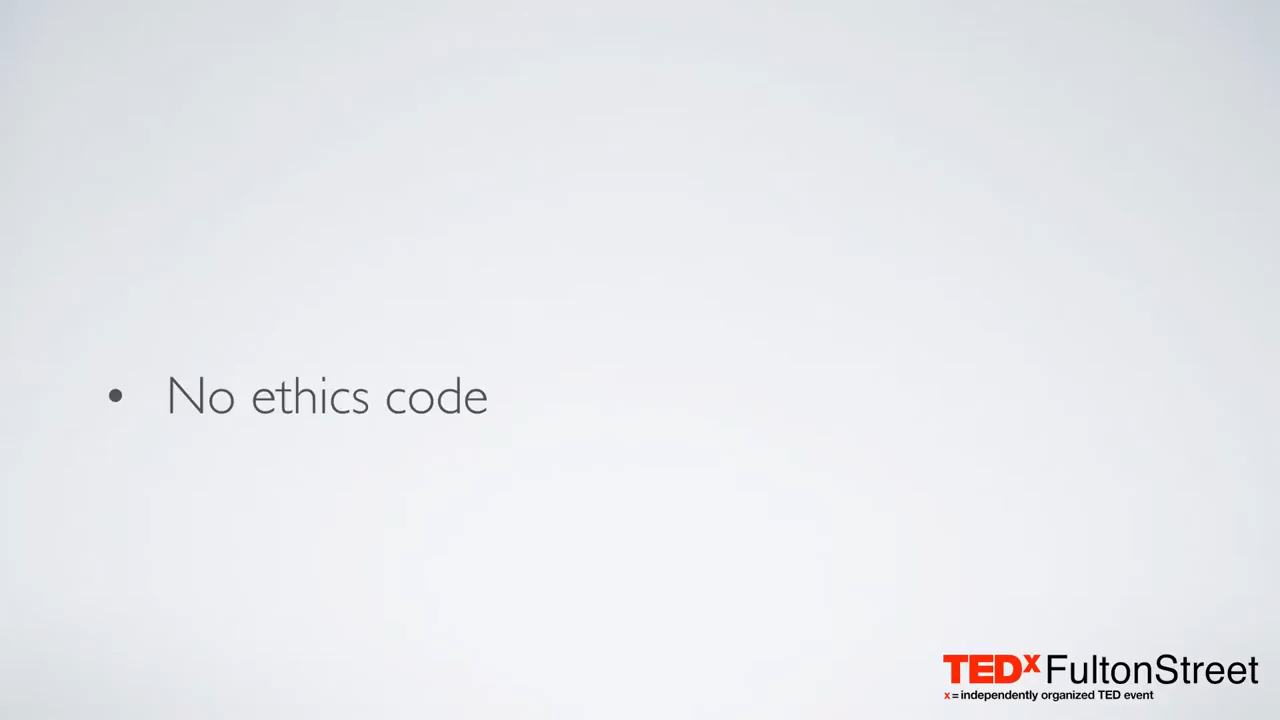 • No ethics code
TEDx FultonStreet
x = independently organized TED event